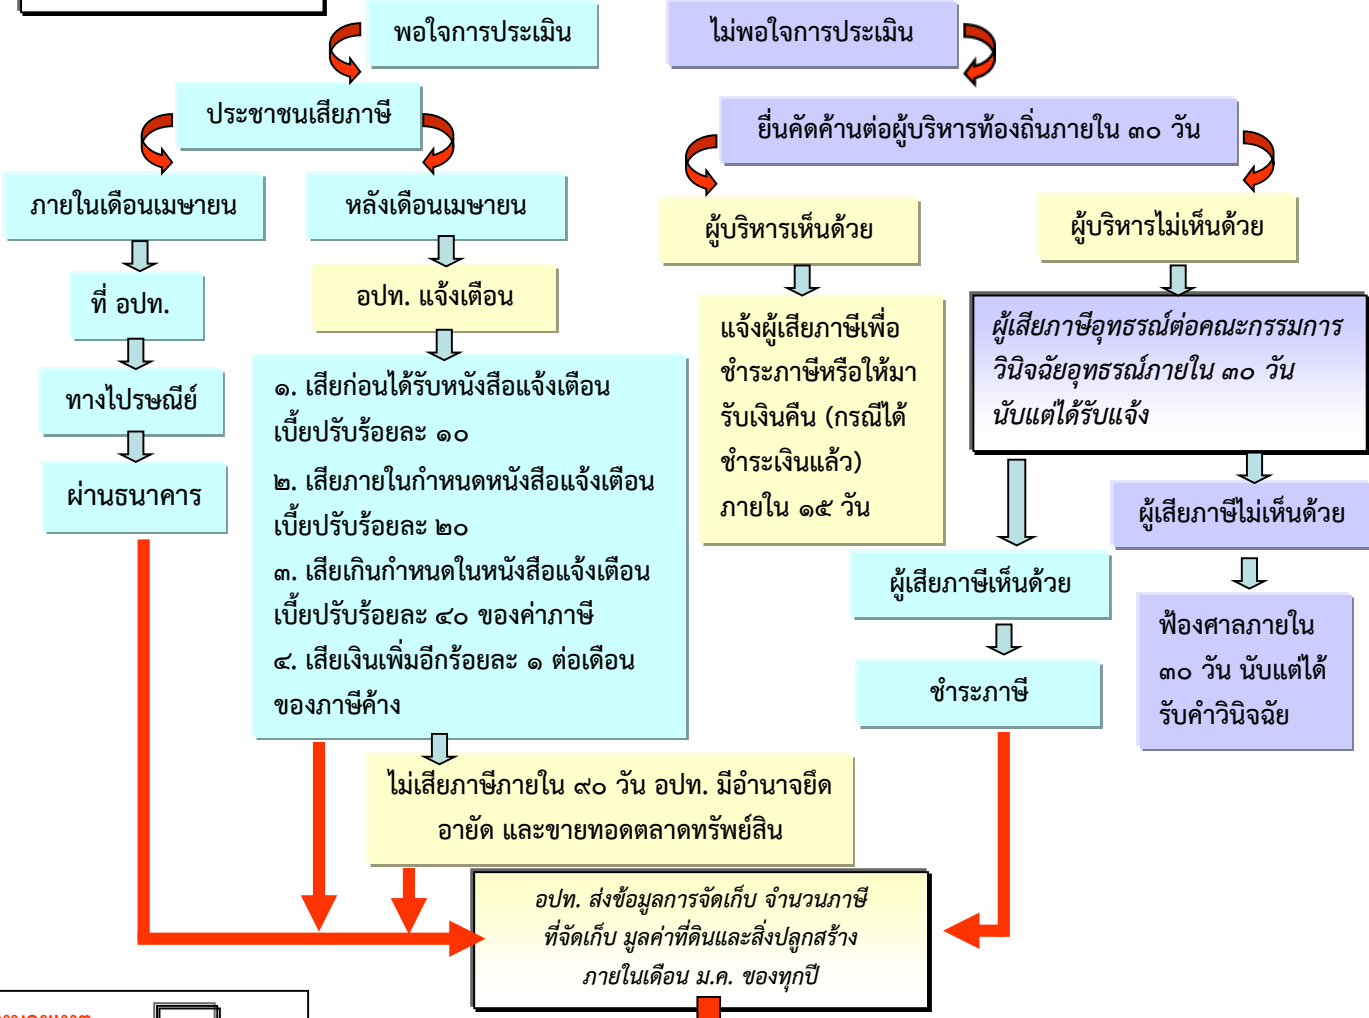 พอใจการประเมิน
ไม่พอใจการประเมิน
ประชาชนเสียภาษี
ยื่นคัดค้านต่อผู้บริหารท้องถิ่นภายใน ๓๐ วัน
ภายในเดือนเมษายน
หลังเดือนเมษายน
ผู้บริหารเห็นด้วย
ผู้บริหารไม่เห็นด้วย
ที่ อปท.
อปท. แจ้งเตือน
ทางไปรษณีย์
ผ่านธนาคาร
๑. เสียก่อนได้รับหนังสือแจ้งเตือน
เบี้ยปรับร้อยละ ๑๐
๒. เสียภายในกำหนดหนังสือแจ้งเตือน
เบี้ยปรับร้อยละ ๒๐
๓. เสียเกินกำหนดในหนังสือแจ้งเตือน
เบี้ยปรับร้อยละ ๔๐ ของค่าภาษี
๔. เสียเงินเพิ่มอีกร้อยละ ๑ ต่อเดือน
ของภาษีค้าง
แจ้งผู้เสียภาษีเพื่อ
ชำระภาษีหรือให้มา
รับเงินคืน (กรณีได้
ชำระเงินแล้ว)
ภายใน ๑๕ วัน
ผู้เสียภาษีอุทธรณ์ต่อคณะกรรมการ
วินิจฉัยอุทธรณ์ภายใน ๓๐ วัน
นับแต่ได้รับแจ้ง
ผู้เสียภาษีไม่เห็นด้วย
ผู้เสียภาษีเห็นด้วย
ฟ้องศาลภายใน
๓๐ วัน นับแต่ได้
รับคำวินิจฉัย
ชำระภาษี
ไม่เสียภาษีภายใน ๙๐ วัน อปท. มีอำนาจยึด
อายัด และขายทอดตลาดทรัพย์สิน
อปท. ส่งข้อมูลการจัดเก็บ จำนวนภาษี
ที่จัดเก็บ มูลค่าที่ดินและสิ่งปลูกสร้าง
ภายในเดือน ม.ค. ของทุกปี